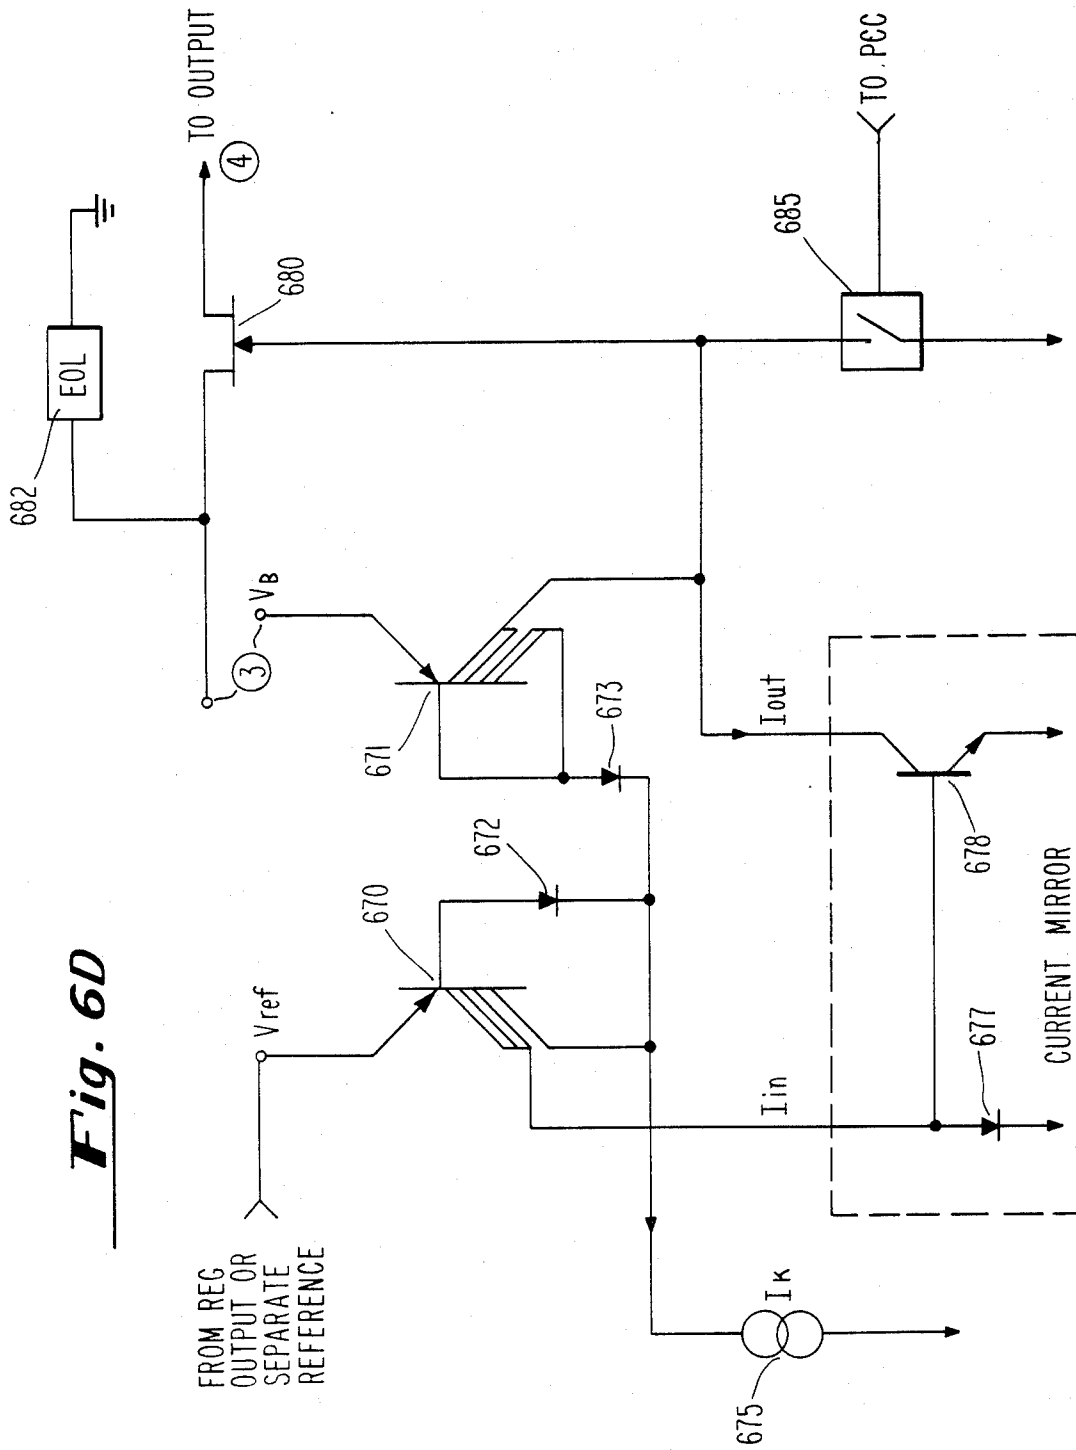 Fig. 6D
FROM REG
OUTPUT OR
SEPARATE
REFERENCE
Vref
670
672
671
673
3
VB
682
EOL
680
4
TO OUTPUT
Iin
Iout
675
IK
677
678
CURRENT MIRROR
685
TO PCC